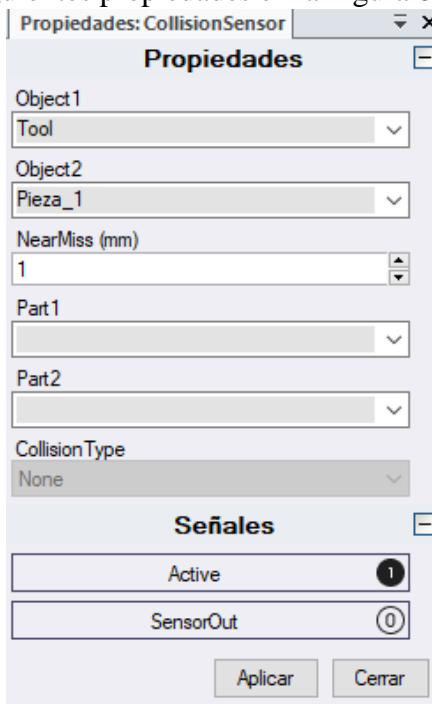 Propiedades: CollisionSensor
Propiedades
Object1
Tool
Object2
Pieza_1
NearMiss (mm)
1
Part1
Part2
CollisionType
None
Señales
Active 1
SensorOut 0
Aplicar Cerrar